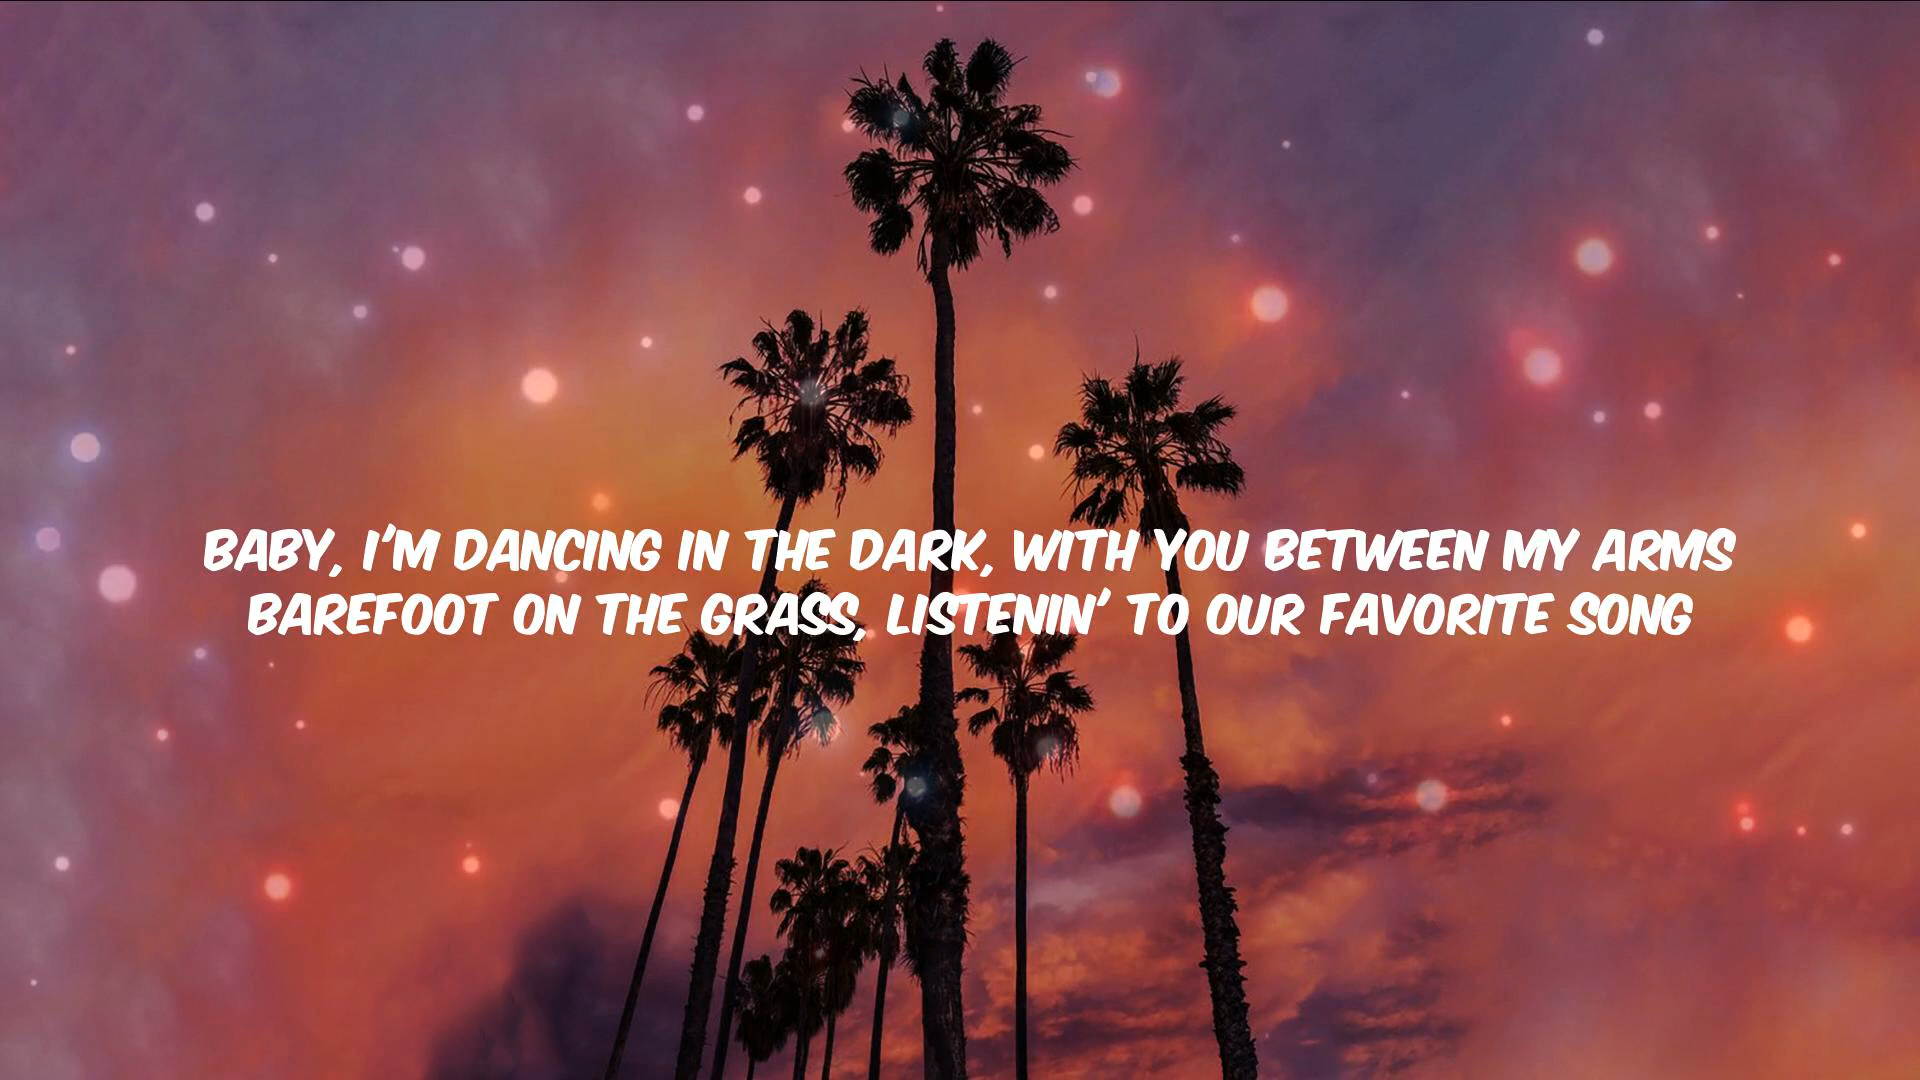 BABY, I'M DANCING IN THE DARK, WITH YOU BETWEEN MY ARMS
BAREFOOT ON THE GRASS, LISTENIN' TO OUR FAVORITE SONG